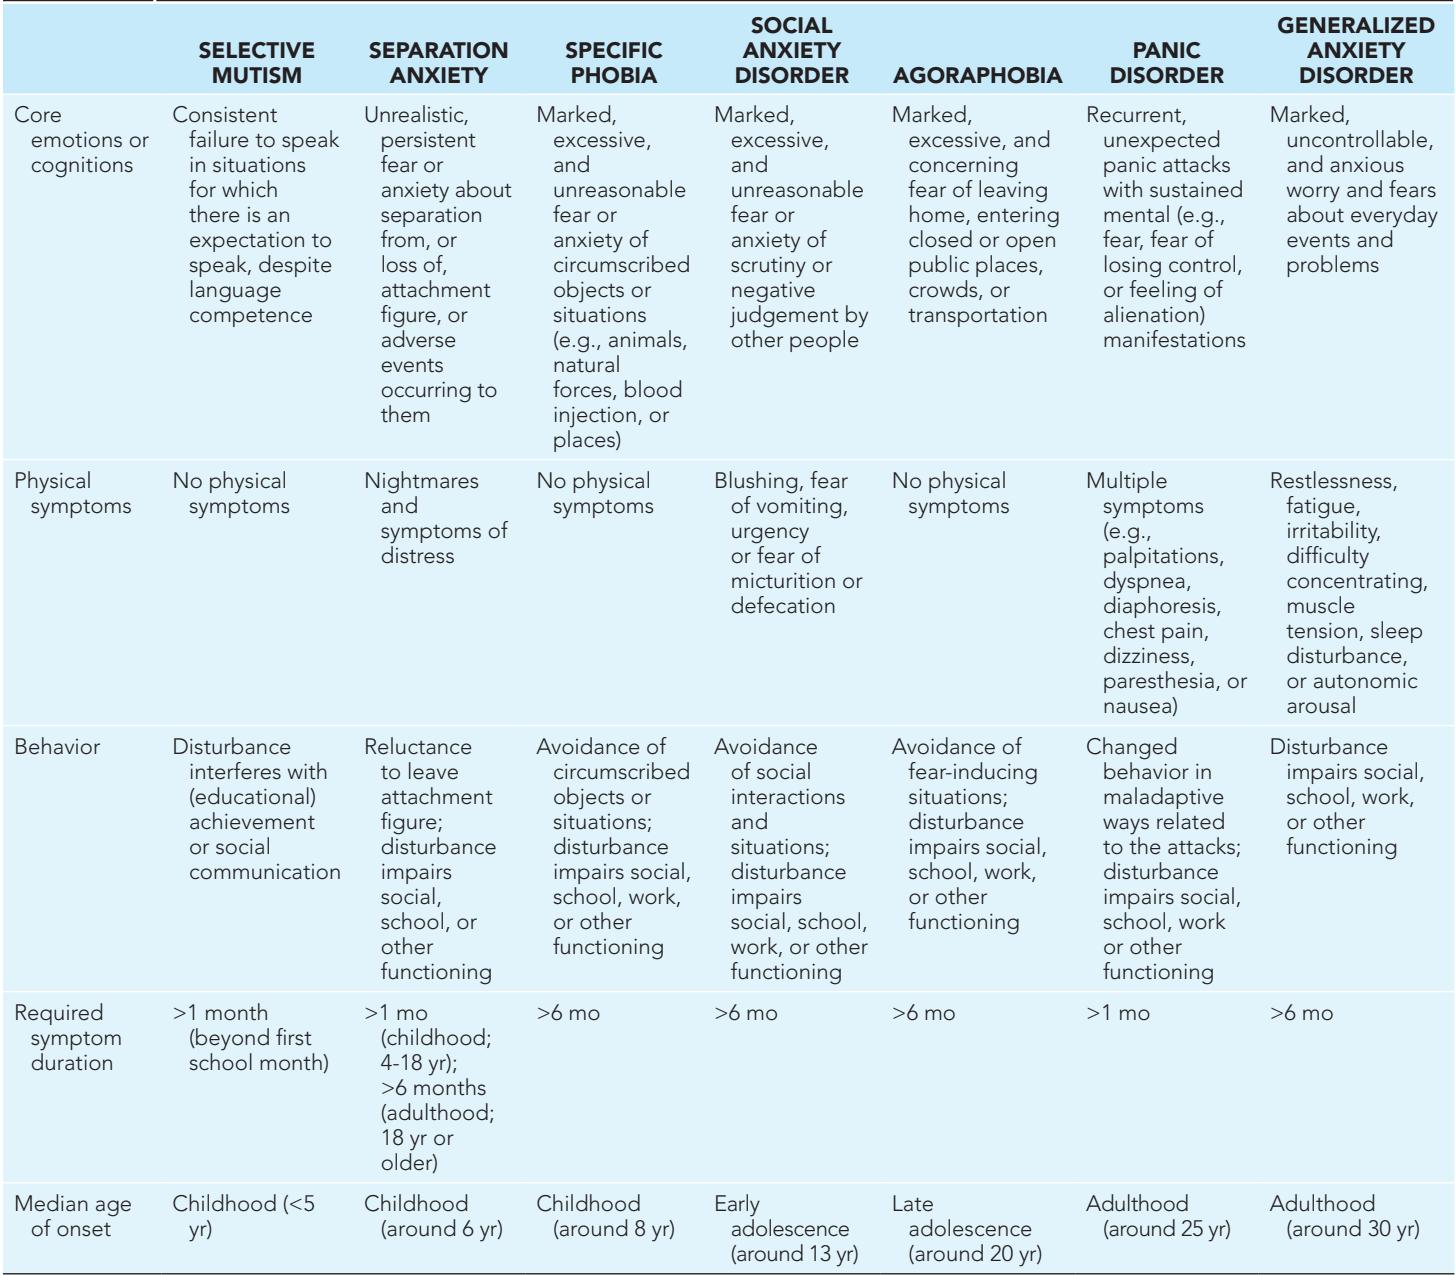 SELECTIVE
MUTISM
SEPARATION
ANXIETY
SPECIFIC
PHOBIA
SOCIAL
ANXIETY
DISORDER
AGORAPHOBIA
PANIC
DISORDER
GENERALIZED
ANXIETY
DISORDER
Core
emotions or
cognitions
Consistent
failure to speak
in situations
for which
there is an
expectation to
speak, despite
language
competence
Unrealistic,
persistent
fear or
anxiety about
separation
from, or
loss of,
attachment
figure, or
adverse
events
occurring to
them
Marked,
excessive,
and
unreasonable
fear or
anxiety of
circumscribed
objects or
situations
(e.g., animals,
natural
forces, blood
injection, or
places)
Marked,
excessive,
and
unreasonable
fear or
anxiety of
scrutiny or
negative
judgement by
other people
Marked,
excessive, and
concerning
fear of leaving
home, entering
closed or open
public places,
crowds, or
transportation
Recurrent,
unexpected
panic attacks
with sustained
mental (e.g.,
fear, fear of
losing control,
or feeling of
alienation)
manifestations
Marked,
uncontrollable,
and anxious
worry and fears
about everyday
events and
problems
Physical
symptoms
No physical
symptoms
Nightmares
and
symptoms of
distress
No physical
symptoms
Blushing, fear
of vomiting,
urgency
or fear of
micturition or
defecation
No physical
symptoms
Multiple
symptoms
(e.g.,
palpitations,
dyspnea,
diaphoresis,
chest pain,
dizziness,
paresthesia, or
nausea)
Restlessness,
fatigue,
irritability,
difficulty
concentrating,
muscle
tension, sleep
disturbance,
or autonomic
arousal
Behavior
Disturbance
interferes with
(educational)
achievement
or social
communication
Reluctance
to leave
attachment
figure;
disturbance
impairs
social,
school, or
other
functioning
Avoidance of
circumscribed
objects or
situations;
disturbance
impairs social,
school, work,
or other
functioning
Avoidance
of social
interactions
and
situations;
disturbance
impairs
social, school,
work, or other
functioning
Avoidance of
fear-inducing
situations;
disturbance
impairs social,
school, work,
or other
functioning
Changed
behavior in
maladaptive
ways related
to the attacks;
disturbance
impairs social,
school, work
or other
functioning
Disturbance
impairs social,
school, work,
or other
functioning
Required
symptom
duration
>1 month
(beyond first
school month)
>1 mo
(childhood;
4-18 yr);
>6 months
(adulthood;
18 yr or
older)
>6 mo
>6 mo
>6 mo
>1 mo
>6 mo
Median age
of onset
Childhood (<5
yr)
Childhood
(around 6 yr)
Childhood
(around 8 yr)
Early
adolescence
(around 13 yr)
Late
adolescence
(around 20 yr)
Adulthood
(around 25 yr)
Adulthood
(around 30 yr)